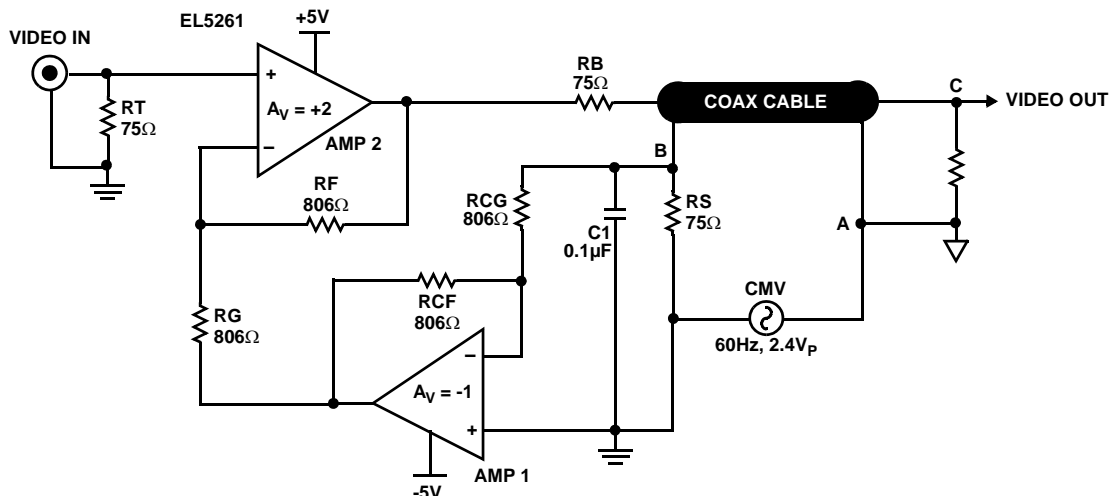 EL5261
+5V
VIDEO IN
+
RT
75Ω
AV = +2
–
AMP 2
RB
75Ω
COAX CABLE
C
VIDEO OUT
B
RF
806Ω
RCG
806Ω
C1
0.1µF
RS
75Ω
A
RCF
806Ω
RG
806Ω
CMV
60Hz, 2.4VP
–
AV = -1
+
AMP 1
-5V